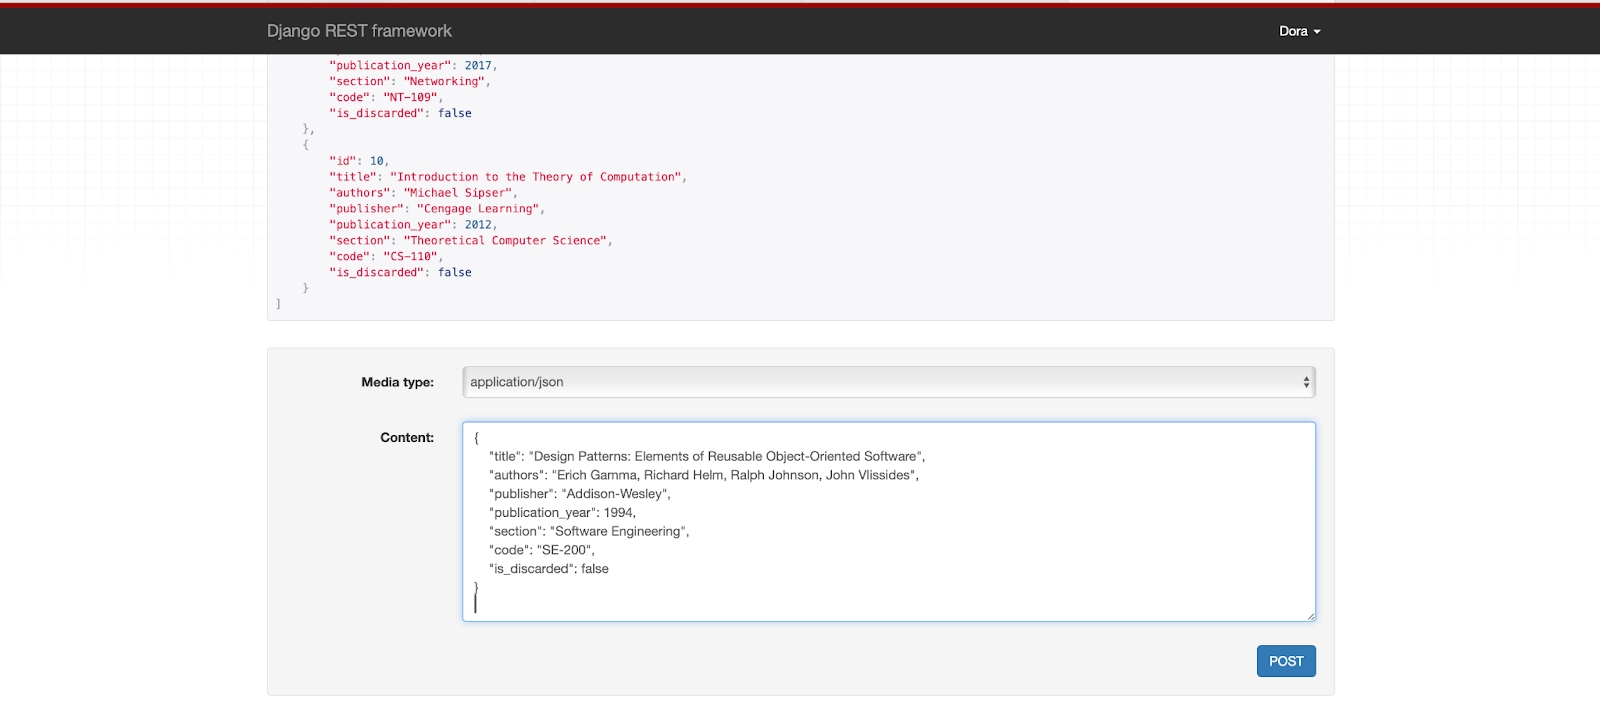 Django REST framework
Dora
"publication_year": 2017,
"section": "Networking",
"code": "NT-109",
"is_discarded": false
},
{
"id": 10,
"title": "Introduction to the Theory of Computation",
"authors": "Michael Sipser",
"publisher": "Cengage Learning",
"publication_year": 2012,
"section": "Theoretical Computer Science",
"code": "CS-110",
"is_discarded": false
}
]
Media type:
application/json
Content:
{
"title": "Design Patterns: Elements of Reusable Object-Oriented Software",
"authors": "Erich Gamma, Richard Helm, Ralph Johnson, John Vlissides",
"publisher": "Addison-Wesley",
"publication_year": 1994,
"section": "Software Engineering",
"code": "SE-200",
"is_discarded": false
}
POST